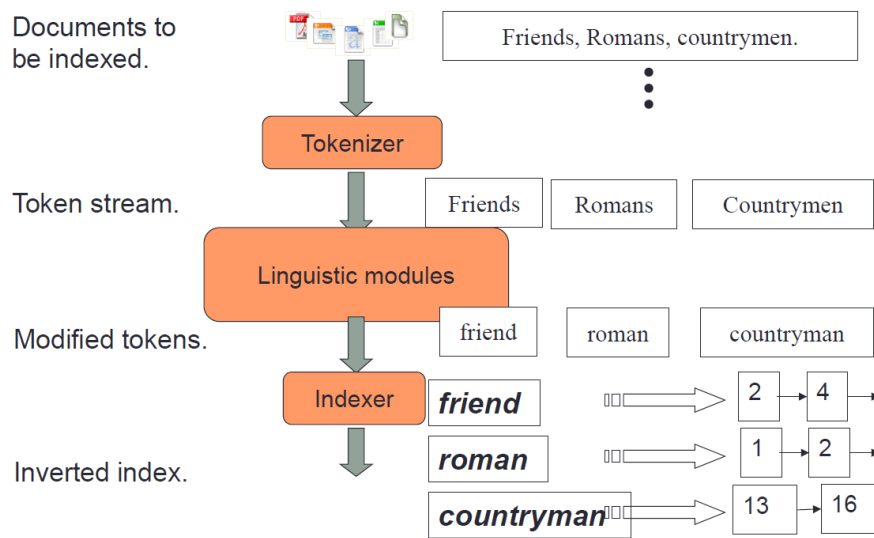 Documents to
be indexed.
PDF
a
Friends, Romans, countrymen.
Tokenizer
Token stream.
Friends
Romans
Countrymen
Linguistic modules
Modified tokens.
friend
roman
countryman
Indexer
friend
2
4
roman
1
2
Inverted index.
countryman
13
16